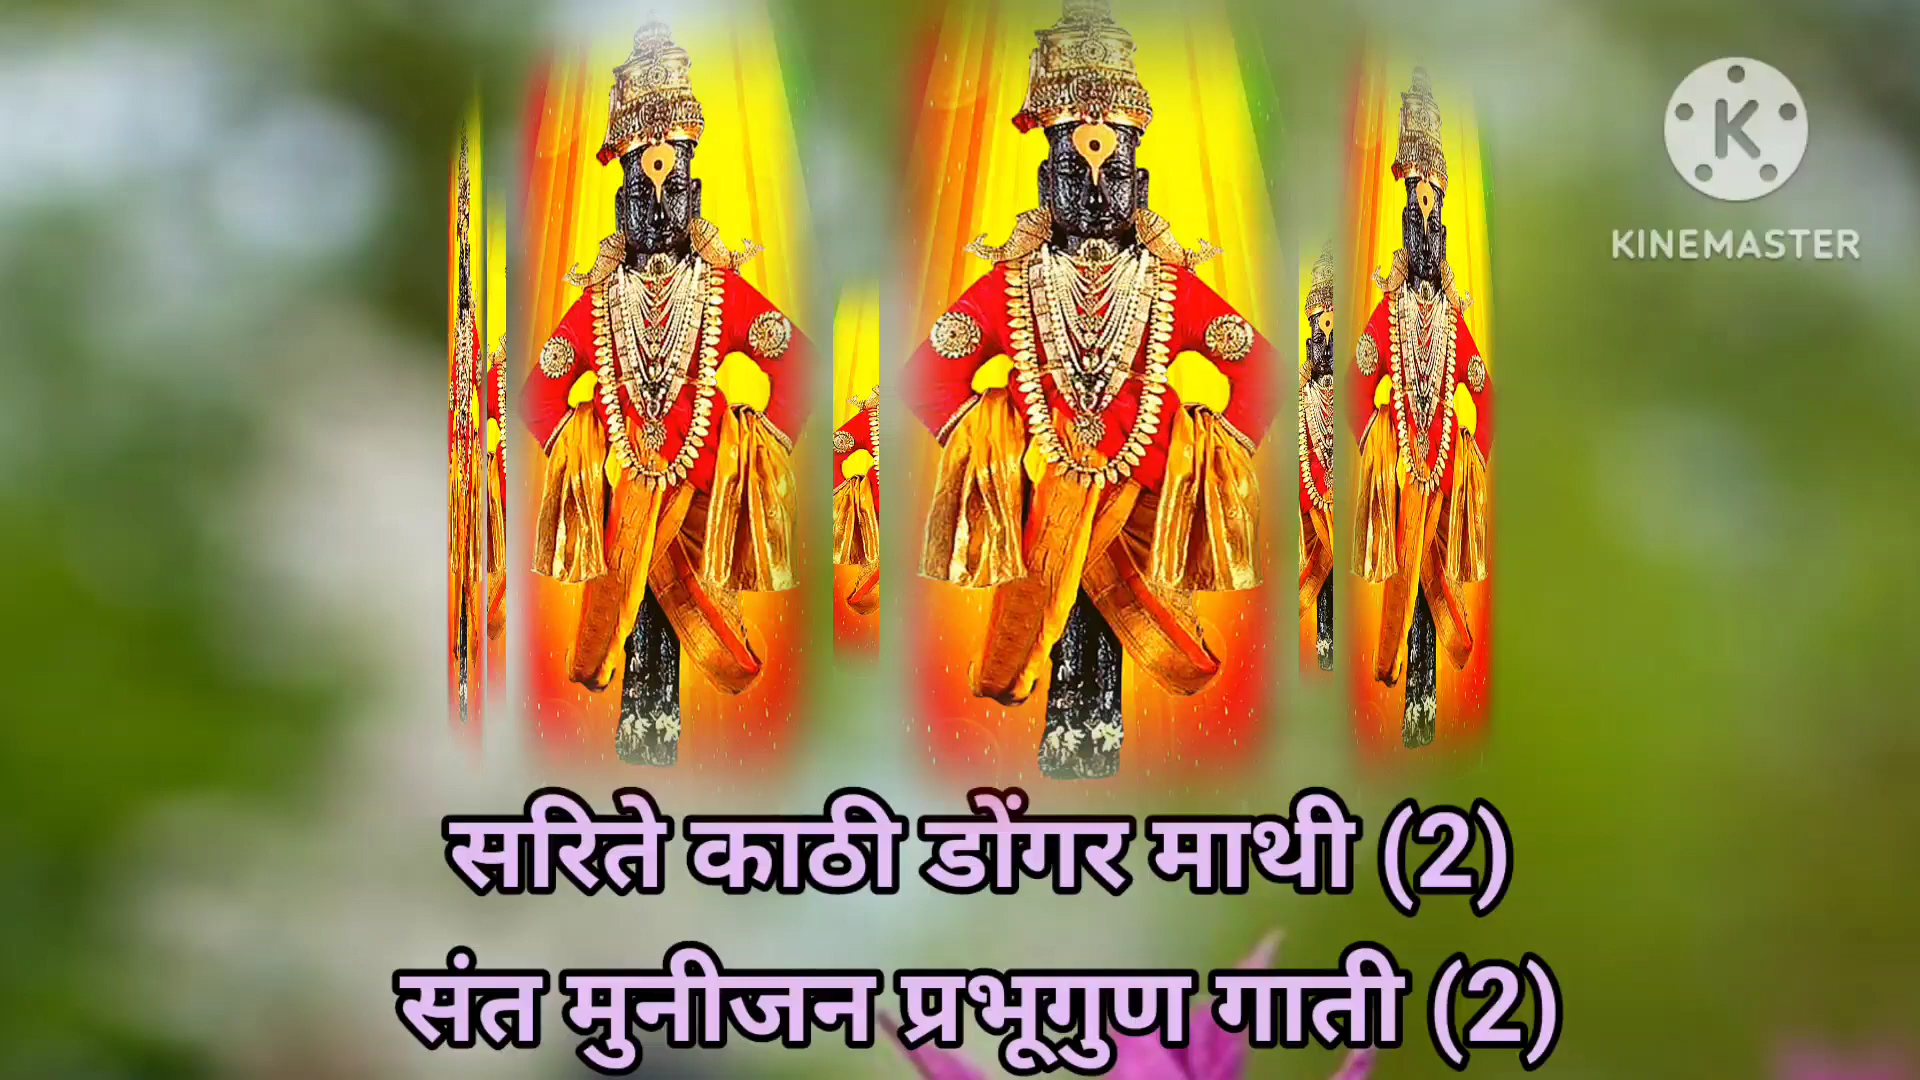 K
KINEMASTER
सरिते काठी डोंगर माथी (2)
संत मुनीजन प्रभूगुण गाती (2)